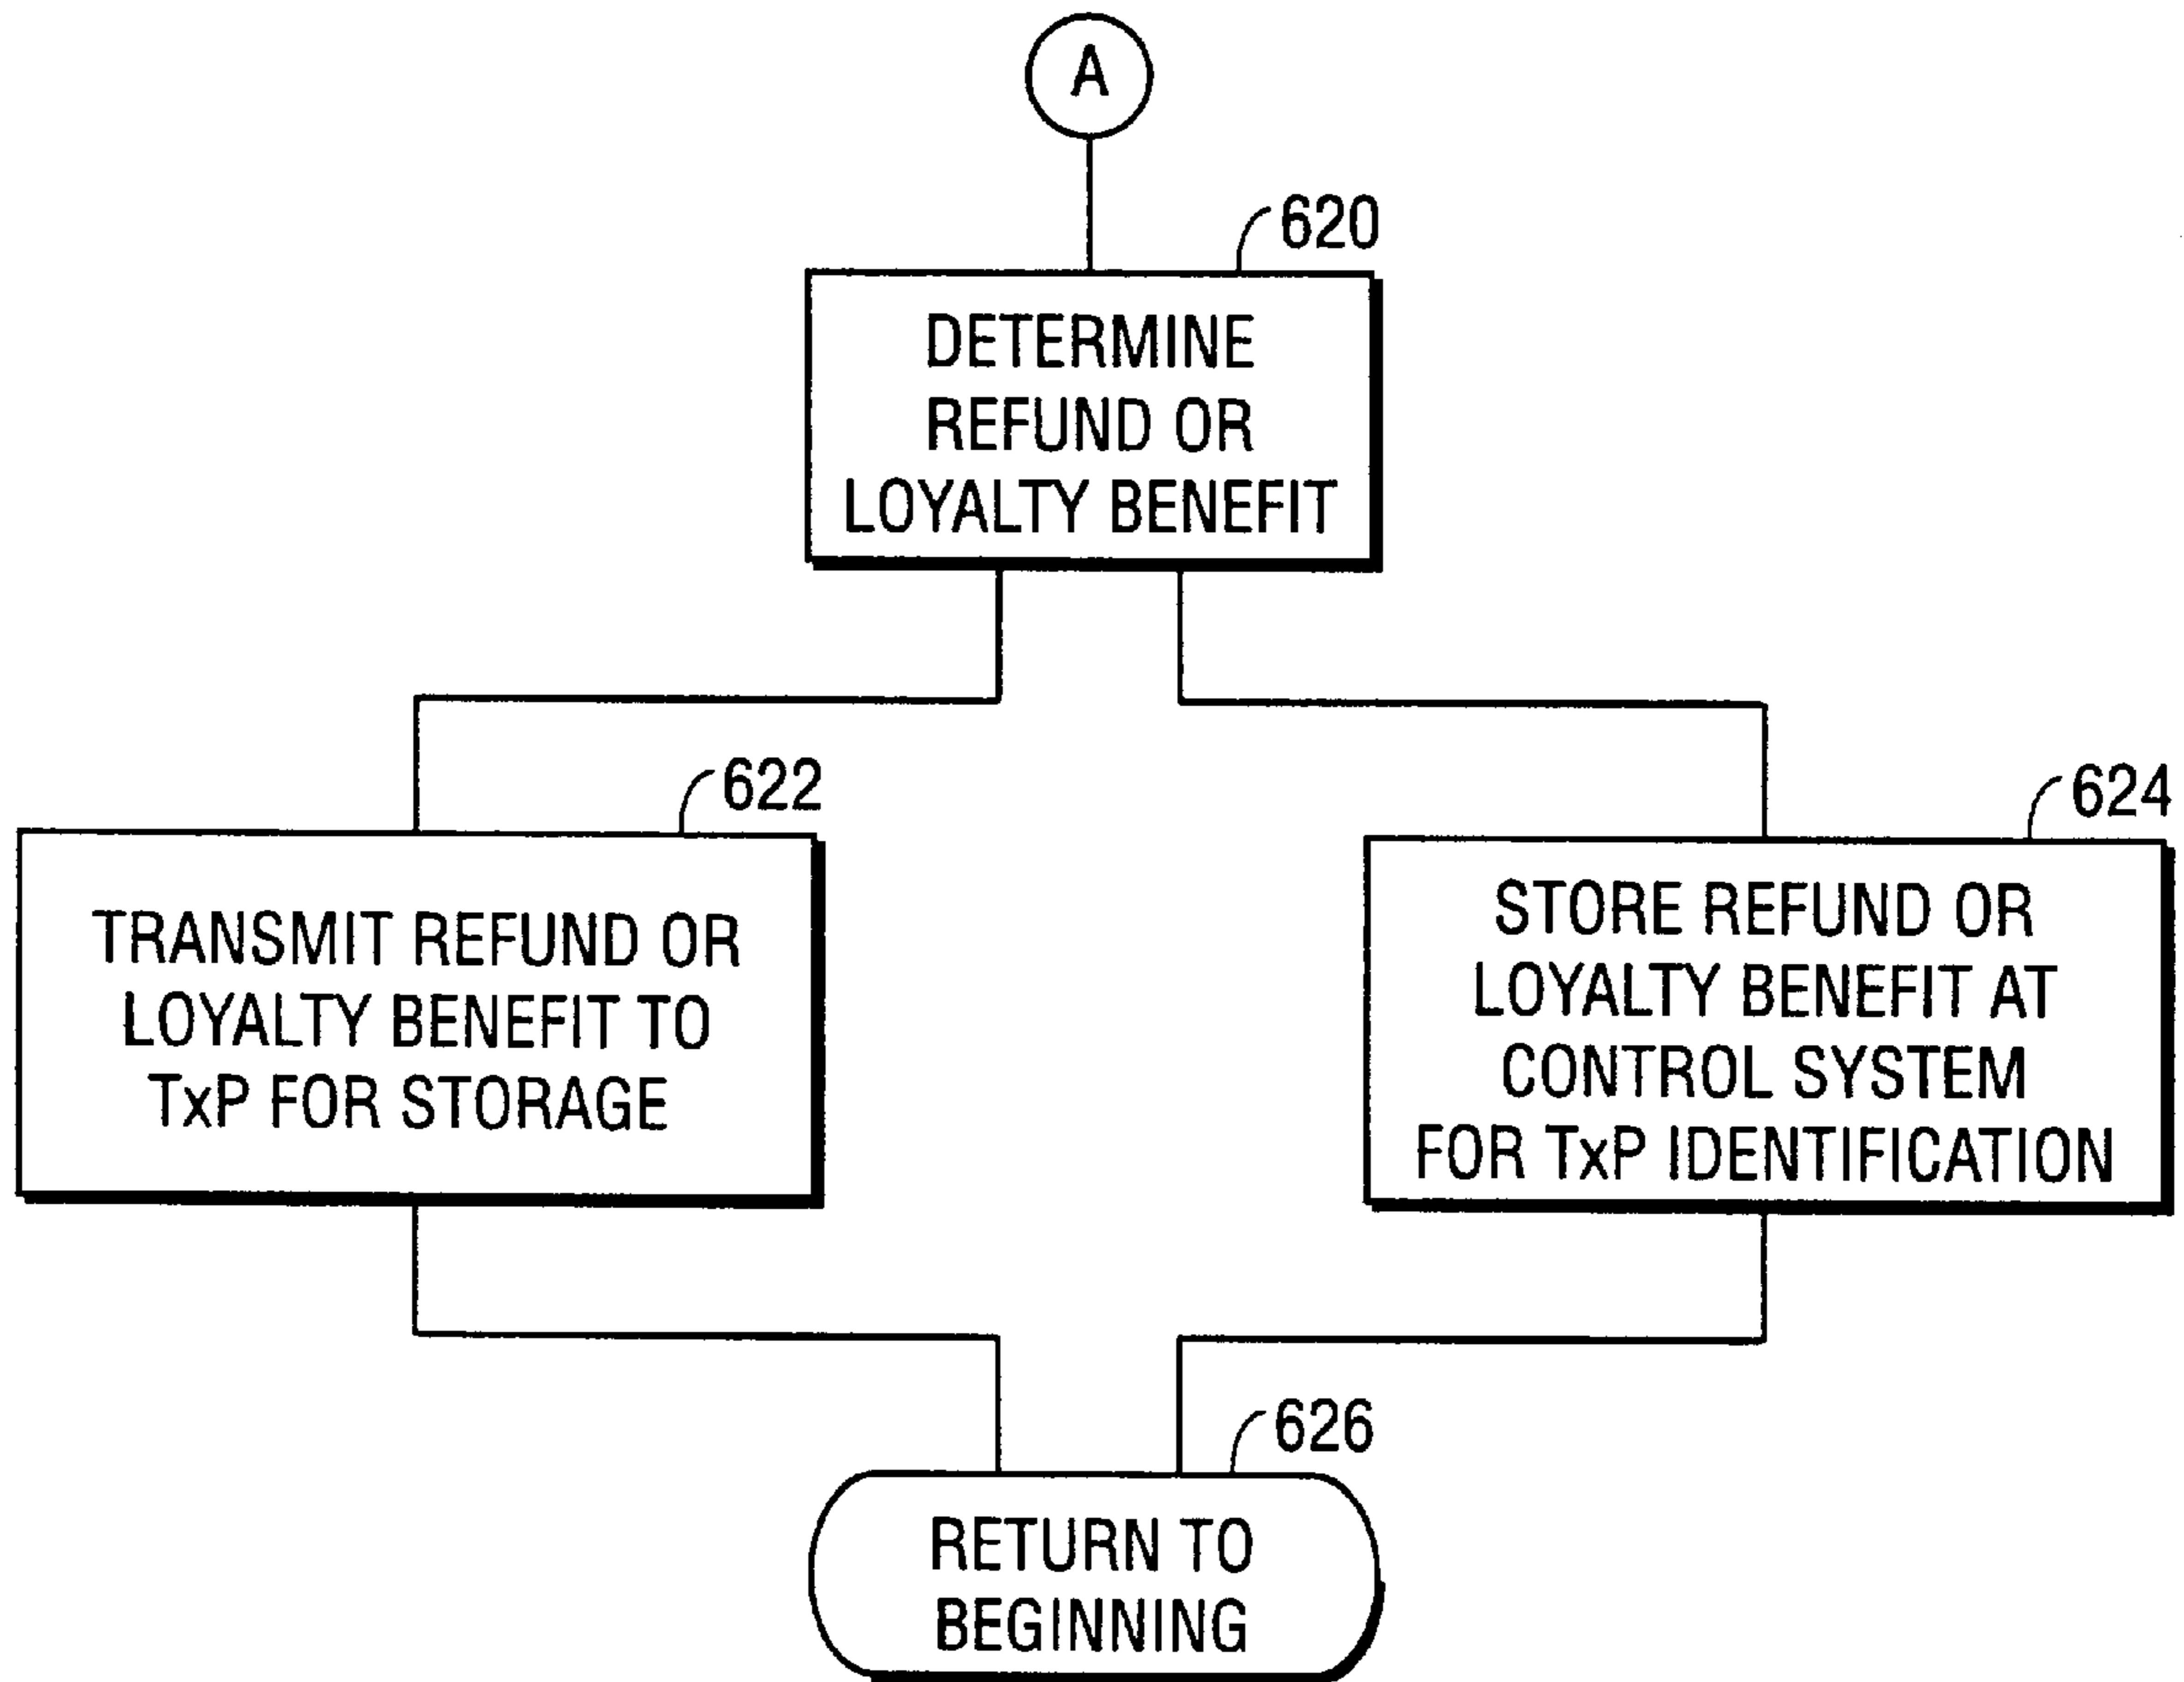 A
620
DETERMINE
REFUND OR
LOYALTY BENEFIT
622
TRANSMIT REFUND OR
LOYALTY BENEFIT TO
TxP FOR STORAGE
624
STORE REFUND OR
LOYALTY BENEFIT AT
CONTROL SYSTEM
FOR TxP IDENTIFICATION
626
RETURN TO
BEGINNING